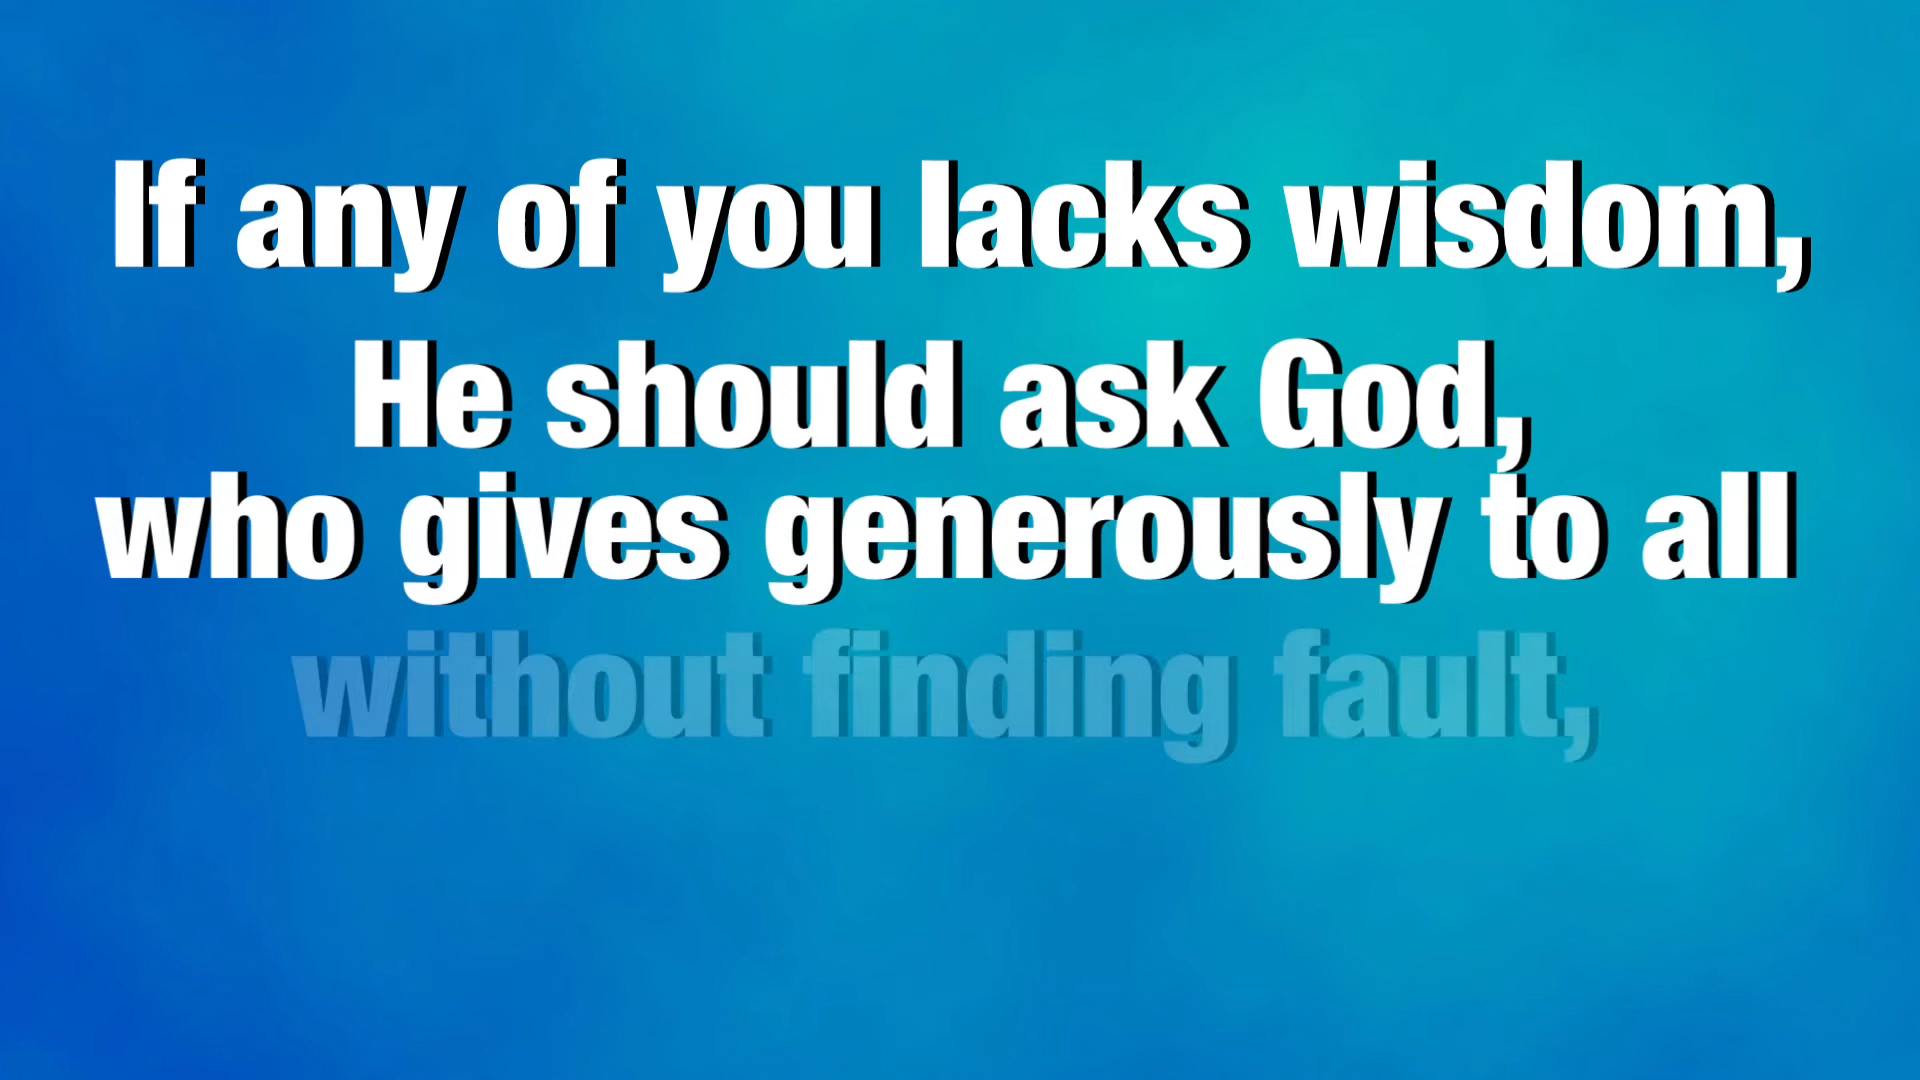 If any of you lacks wisdom,
He should ask God,
who gives generously to all
without finding fault,